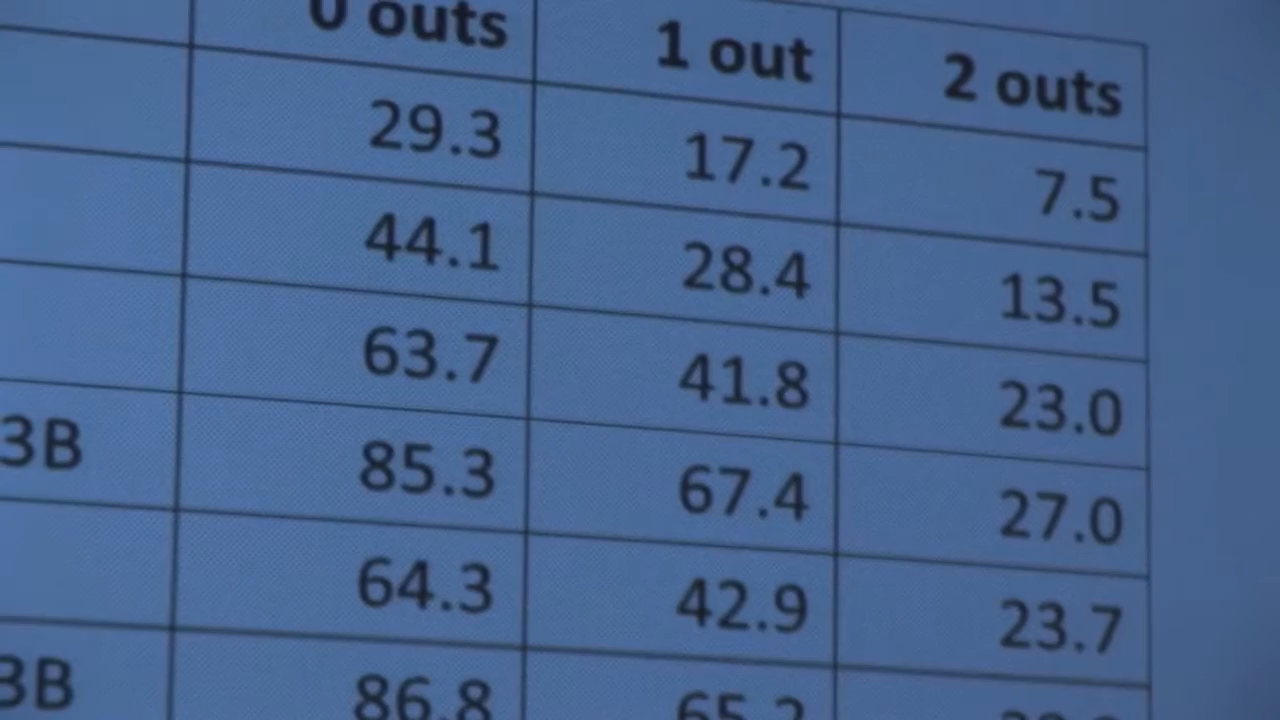 0 outs 1 out 2 outs
29.3 17.2 7.5
44.1 28.4 13.5
63.7 41.8 23.0
3B 85.3 67.4 27.0
64.3 42.9 23.7
3B 86.8 65.2